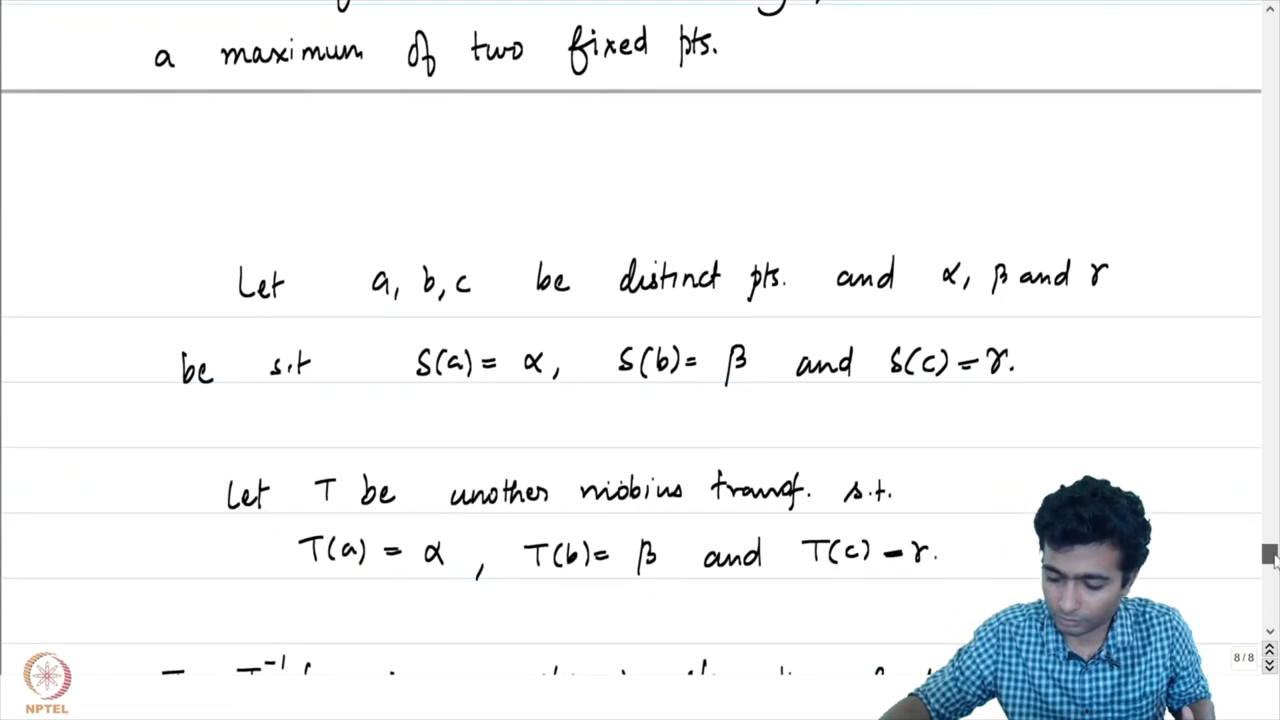 a maximum of two fixed pts.
Let a, b, c be distinct pts. and α, β and γ
be s.t S(a) = α, S(b) = β and S(c) = γ.
Let T be another möbius transf. s.t.
T(a) = α , T(b) = β and T(c) = γ.
8/8
NPTEL